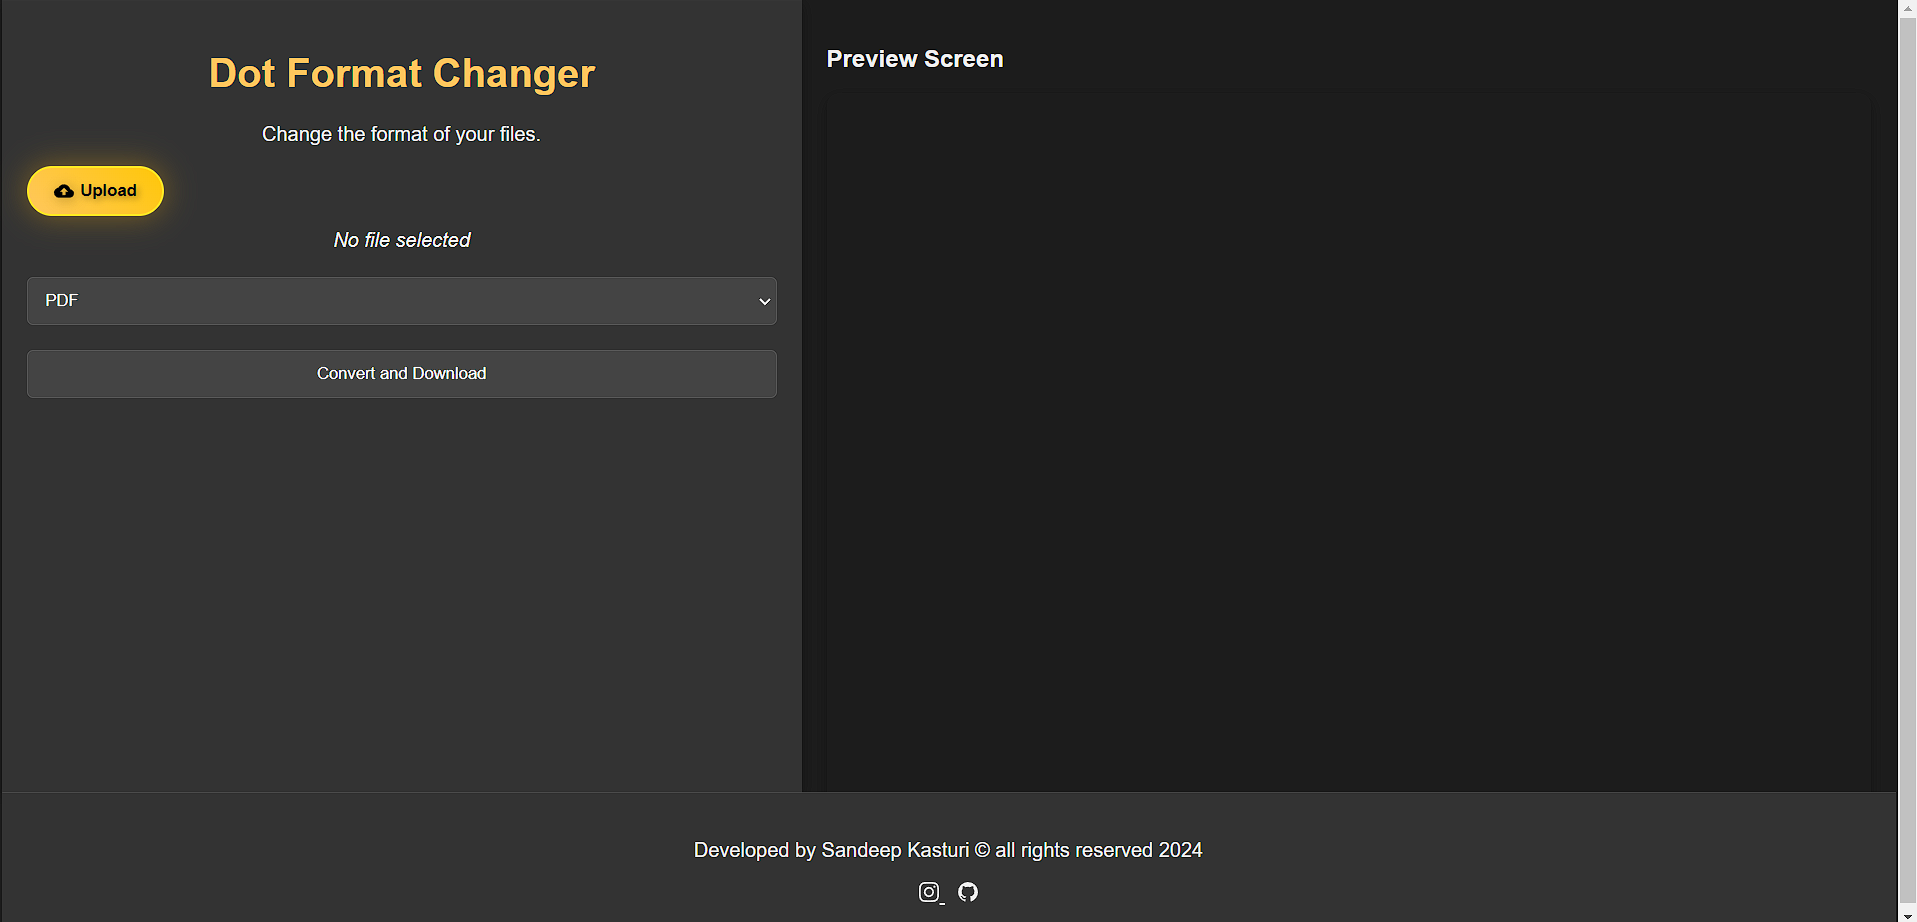 Dot Format Changer
Change the format of your files.
Upload
No file selected
PDF
Convert and Download
Preview Screen
Developed by Sandeep Kasturi © all rights reserved 2024